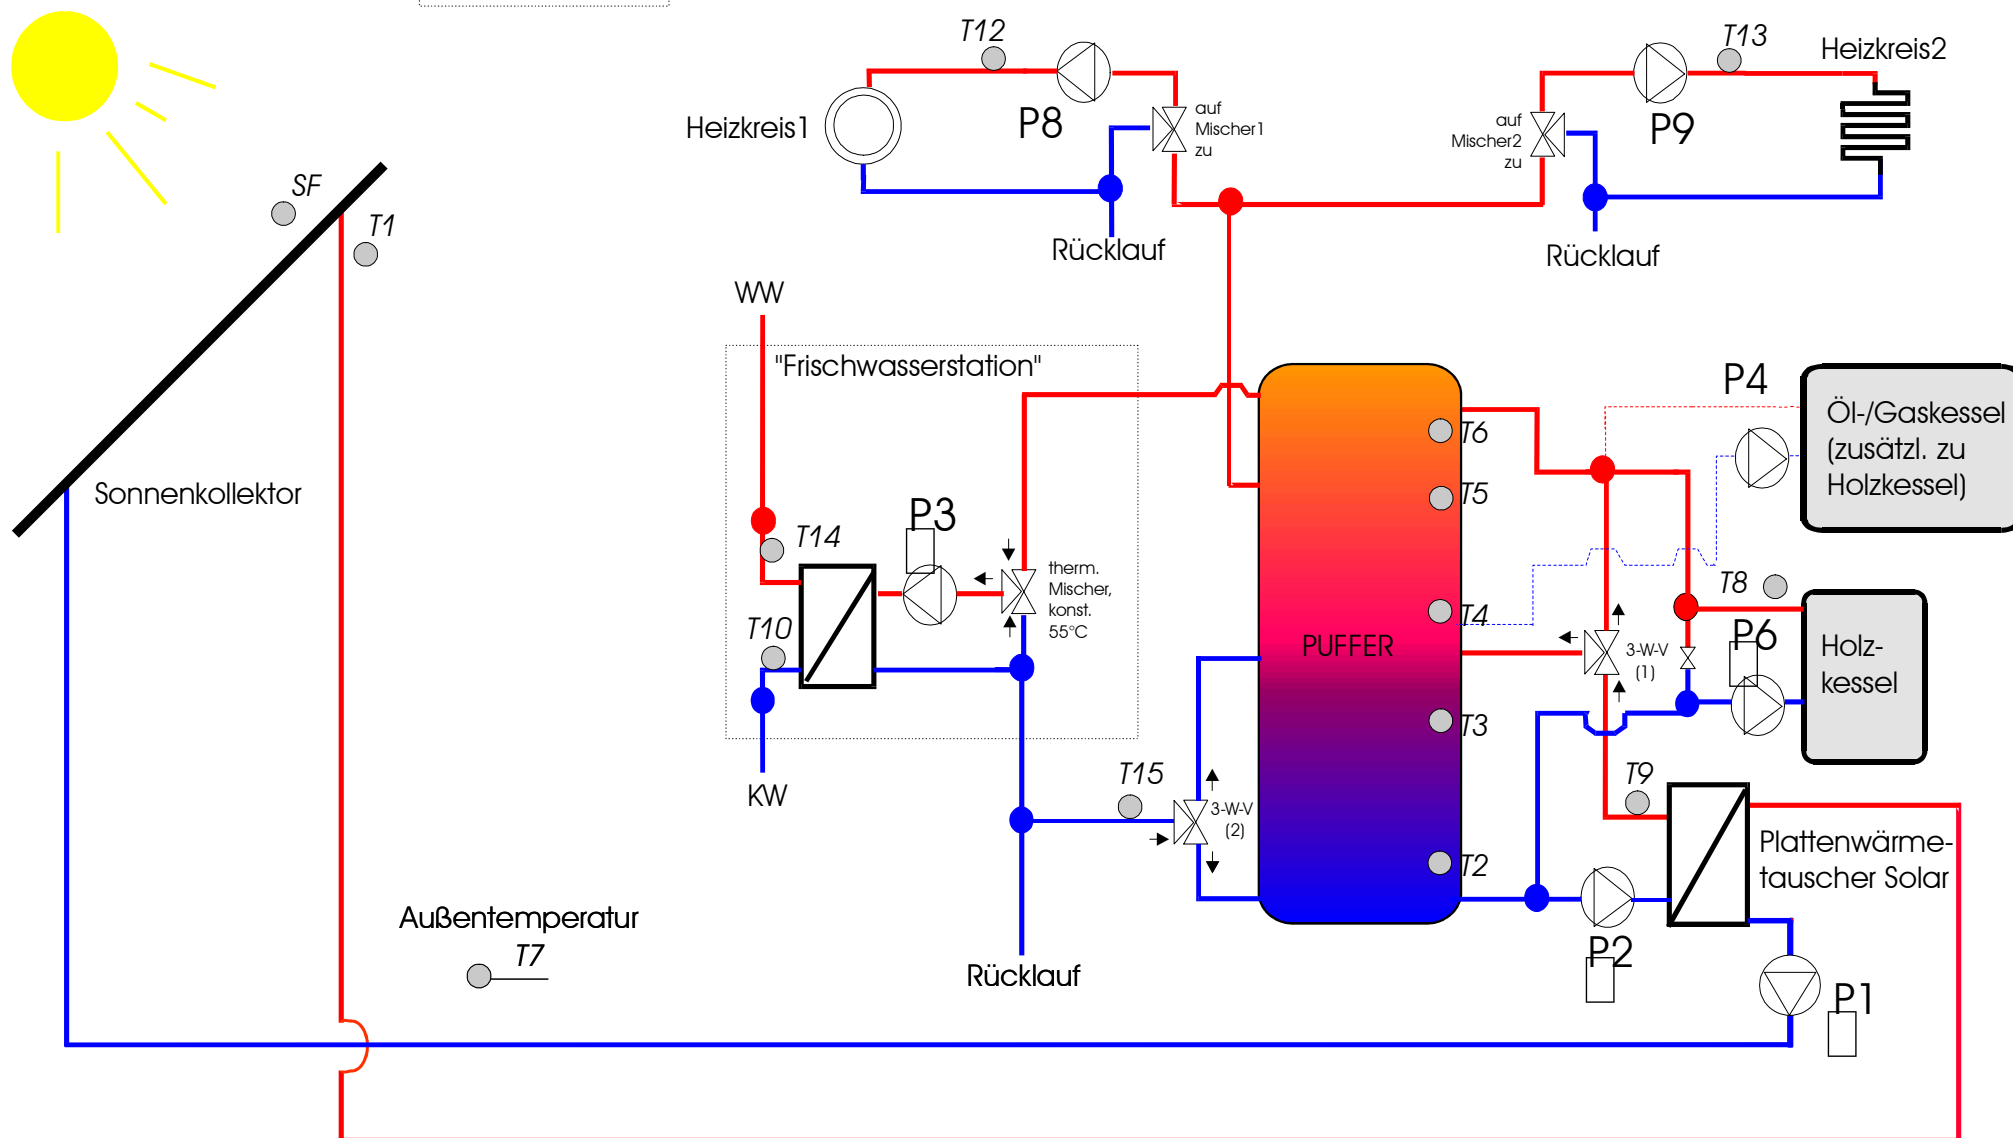 T12
T13
Heizkreis2
P8
P9
Heizkreis1
auf
Mischer1
zu
auf
Mischer2
zu
SF
T1
Rücklauf
Rücklauf
WW
"Frischwasserstation"
P4
Öl-/Gaskessel
(zusätzl. zu
Holzkessel)
T6
T5
Sonnenkollektor
P3
T14
therm.
Mischer,
konst.
55°C
T10
T4
T8
PUFFER
3-W-V
(1)
P6
Holz-
kessel
T3
KW
T15
3-W-V
(2)
T9
T2
Plattenwärme-
tauscher Solar
Außentemperatur
T7
Rücklauf
P2
P1